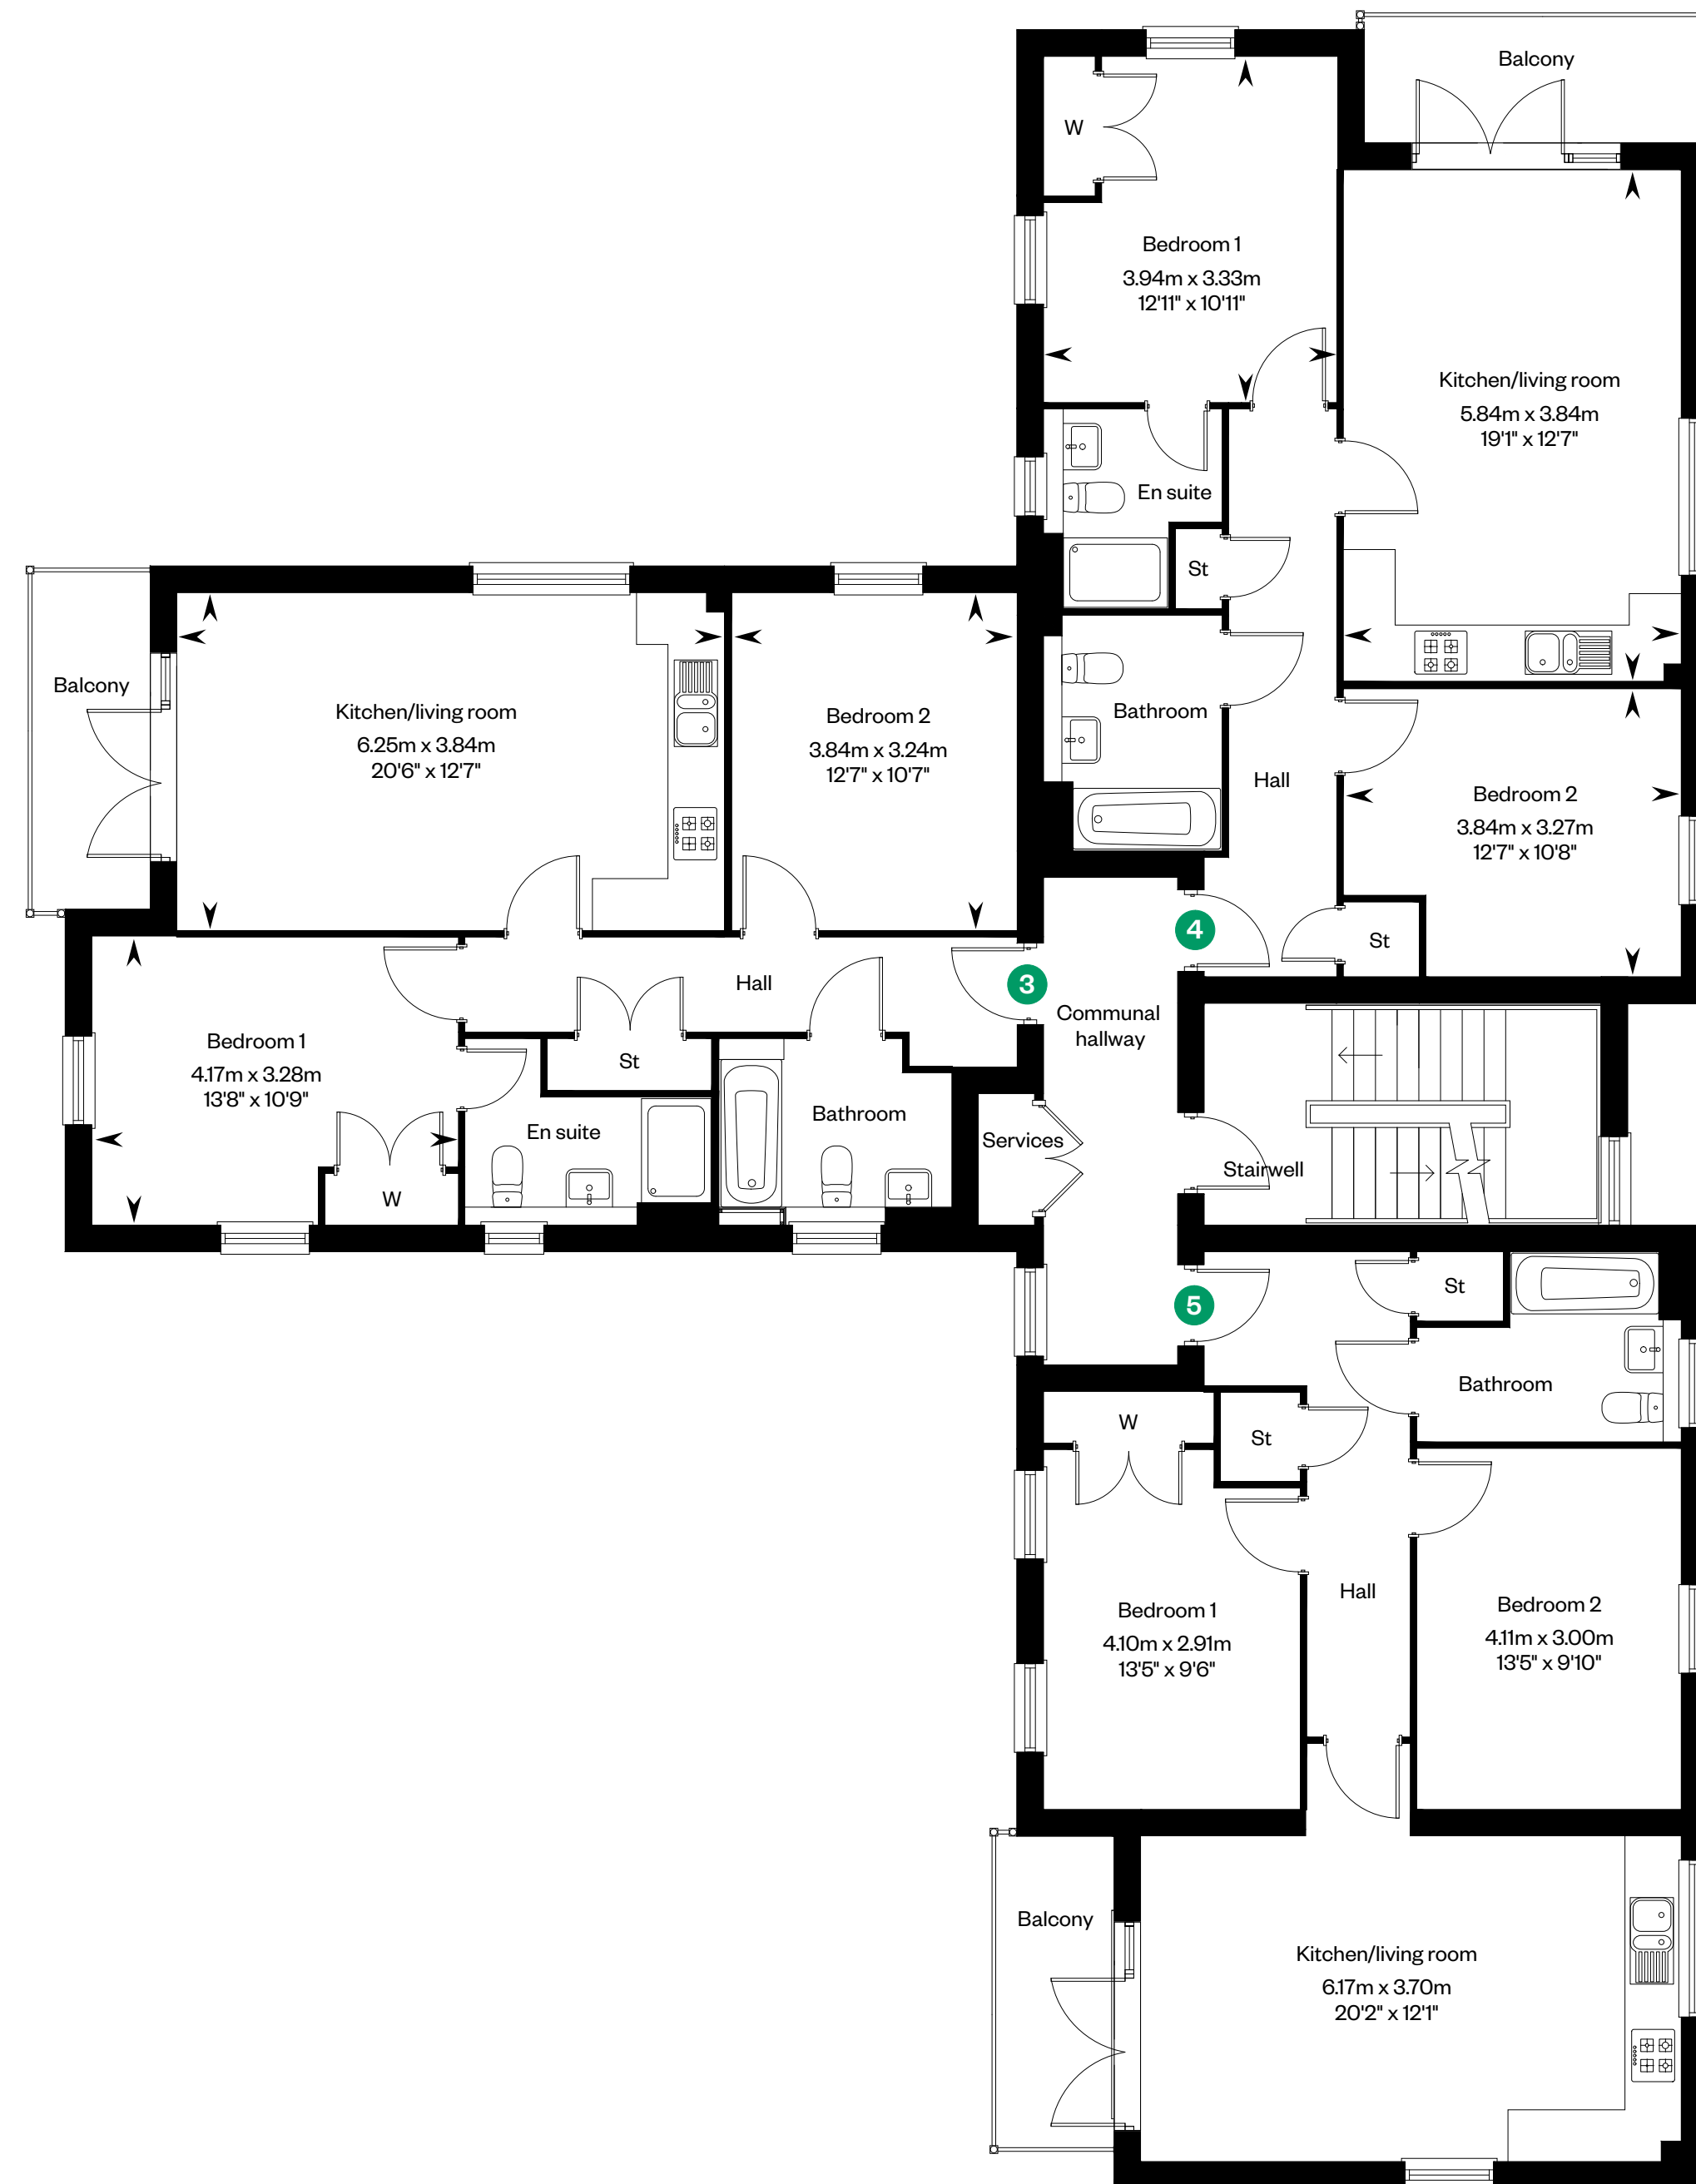 Balcony
W
Bedroom 1
3.94m x 3.33m
12'11" x 10'11"
Kitchen/living room
5.84m x 3.84m
19'1" x 12'7"
En suite
St
Bathroom
Hall
Bedroom 2
3.84m x 3.27m
12'7" x 10'8"
St
4
Balcony
Kitchen/living room
6.25m x 3.84m
20'6" x 12'7"
Bedroom 2
3.84m x 3.24m
12'7" x 10'7"
Hall
3
Bedroom 1
4.17m x 3.28m
13'8" x 10'9"
St
En suite
Bathroom
W
Communal
hallway
Services
Stairwell
5
St
Bathroom
W
St
Hall
Bedroom 1
4.10m x 2.91m
13'5" x 9'6"
Bedroom 2
4.11m x 3.00m
13'5" x 9'10"
Balcony
Kitchen/living room
6.17m x 3.70m
20'2" x 12'1"